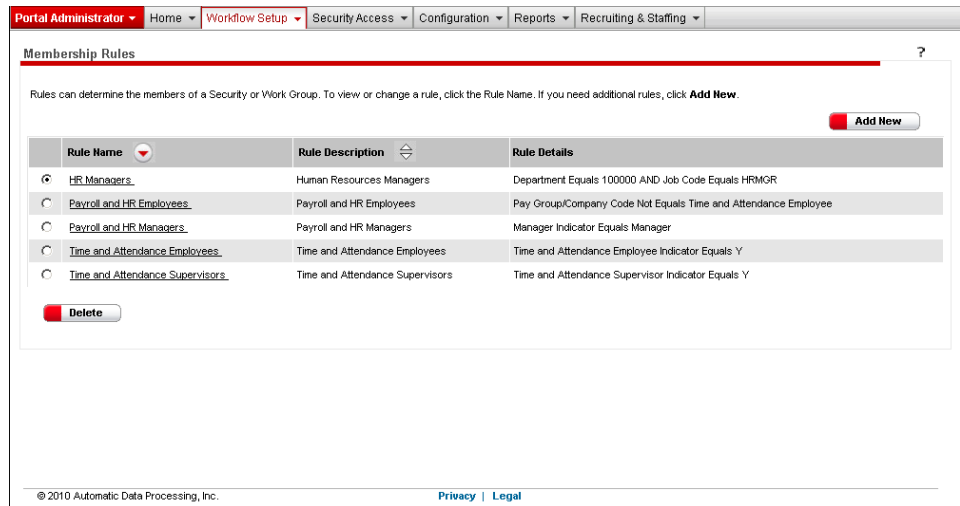 Portal Administrator Home Workflow Setup Security Access Configuration Reports Recruiting & Staffing
Membership Rules ?
Rules can determine the members of a Security or Work Group. To view or change a rule, click the Rule Name. If you need additional rules, click Add New.
Add New
Rule Name Rule Description Rule Details
HR Managers Human Resources Managers Department Equals 100000 AND Job Code Equals HRMGR
Payroll and HR Employees Payroll and HR Employees Pay Group/Company Code Not Equals Time and Attendance Employee
Payroll and HR Managers Payroll and HR Managers Manager Indicator Equals Manager
Time and Attendance Employees Time and Attendance Employees Time and Attendance Employee Indicator Equals Y
Time and Attendance Supervisors Time and Attendance Supervisors Time and Attendance Supervisor Indicator Equals Y
Delete
© 2010 Automatic Data Processing, Inc. Privacy | Legal